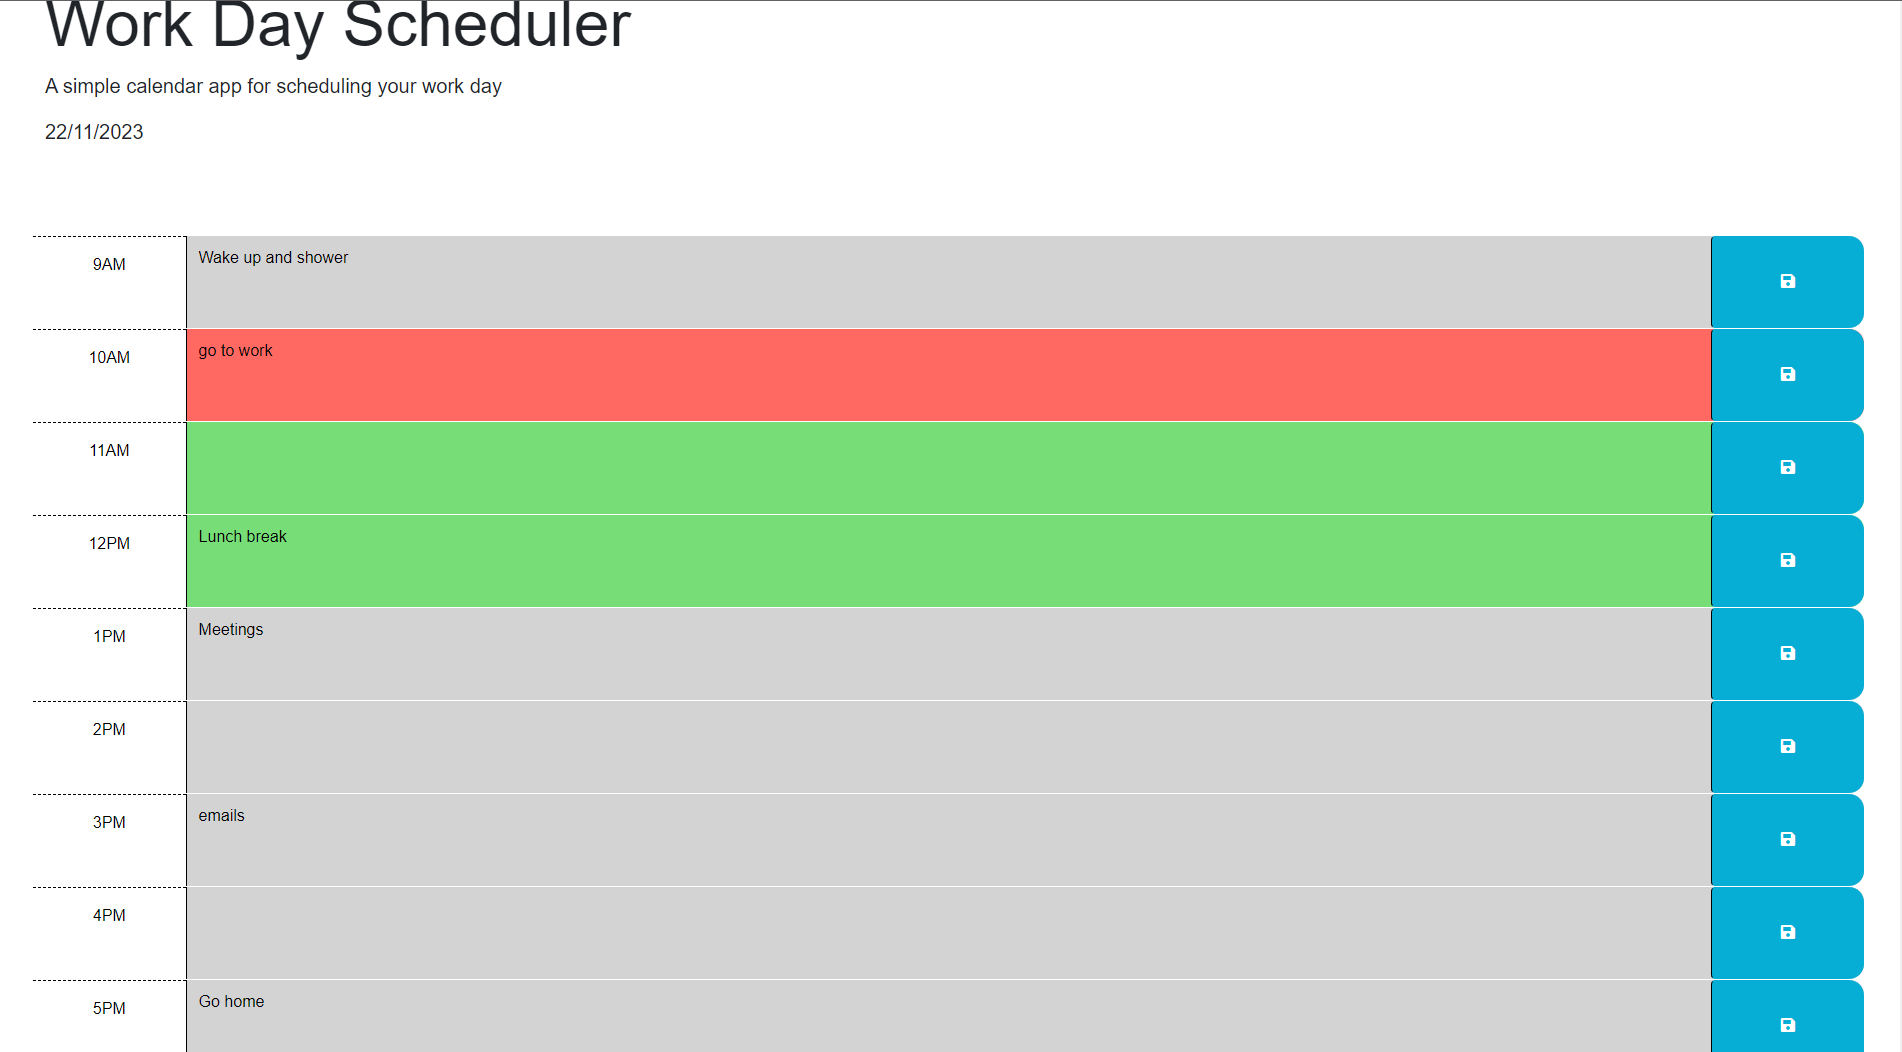 Work Day Scheduler
A simple calendar app for scheduling your work day
22/11/2023
9AM
Wake up and shower
10AM
go to work
11AM
12PM
Lunch break
1PM
Meetings
2PM
3PM
emails
4PM
5PM
Go home